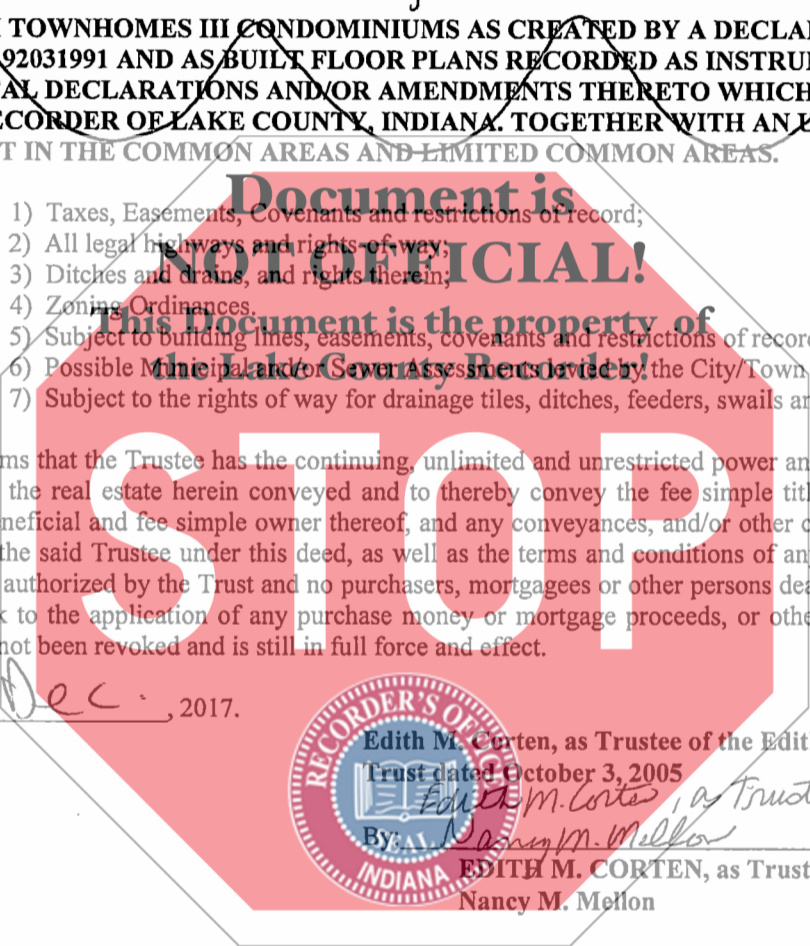 TOWNHOMES III CONDOMINIUMS AS CREATED BY A DECLA
92031991 AND AS BUILT FLOOR PLANS RECORDED AS INSTRU
AL DECLARATIONS AND/OR AMENDMENTS THERETO WHICH
ECORDER OF LAKE COUNTY, INDIANA. TOGETHER WITH AN
T IN THE COMMON AREAS AND LIMITED COMMON AREAS.
Document is
1) Taxes, Easements, Covenants and restrictions of record;
2) All legal highways and rights-of-way;
NOT OFFICIAL!
3) Ditches and drains, and rights therein;
4) Zoning Ordinances.
This Document is the property of
5) Subject to building lines, easements, covenants and restrictions of recor
6) Possible Municipal and/or Sewer Assessments levied by the City/Town
the Lake County Recorder!
7) Subject to the rights of way for drainage tiles, ditches, feeders, swails a
ms that the Trustee has the continuing, unlimited and unrestricted power an
the real estate herein conveyed and to thereby convey the fee simple titl
neficial and fee simple owner thereof, and any conveyances, and/or other
the said Trustee under this deed, as well as the terms and conditions of an
authorized by the Trust and no purchasers, mortgagees or other persons dea
to the application of any purchase money or mortgage proceeds, or othe
not been revoked and is still in full force and effect.
STOP
Dec. , 2017.
RECORDER'S OFFICE
SEAL
INDIANA
Edith M. Corten, as Trustee of the Edit
Trust dated October 3, 2005
Edith M. Corten, as Trust
By: Nancy M. Mellon
EDITH M. CORTEN, as Trust
Nancy M. Mellon